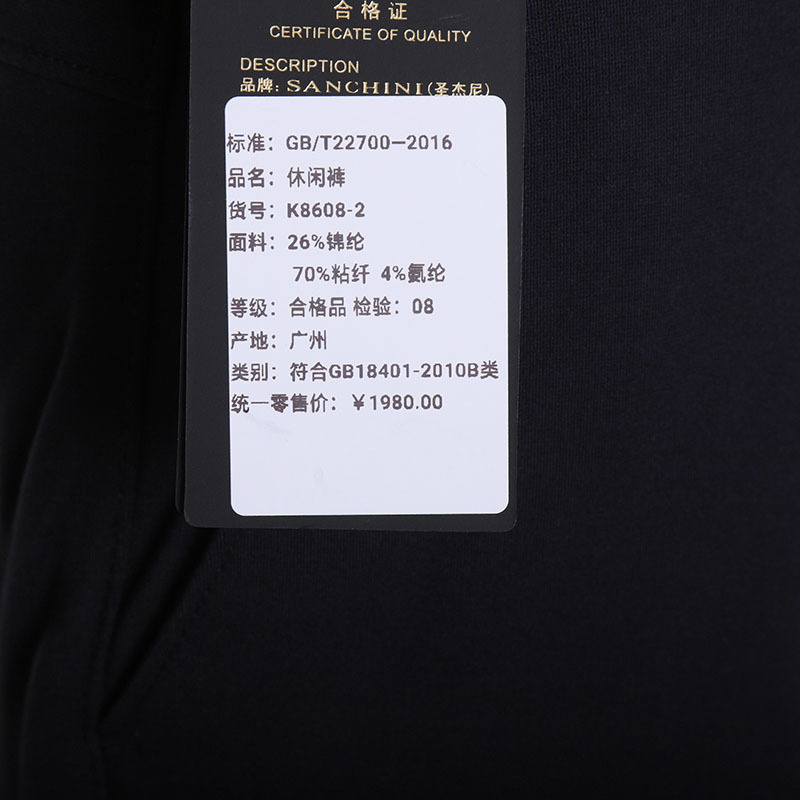 合格证
CERTIFICATE OF QUALITY
DESCRIPTION
品牌: SANCHINI(圣杰尼)
标准：GB/T22700—2016
品名：休闲裤
货号：K8608-2
面料：26%锦纶
70%粘纤 4%氨纶
等级：合格品 检验：08
产地：广州
类别：符合GB18401-2010B类
统一零售价：￥1980.00